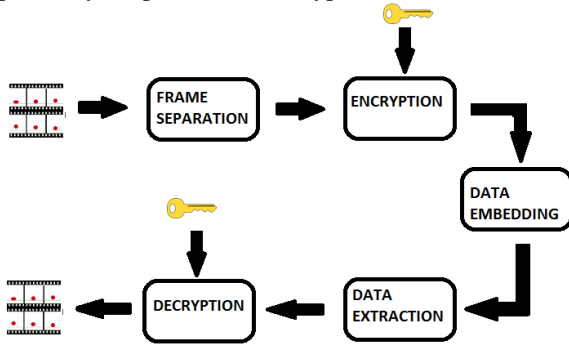 FRAME
SEPARATION
ENCRYPTION
DATA
EMBEDDING
DECRYPTION
DATA
EXTRACTION